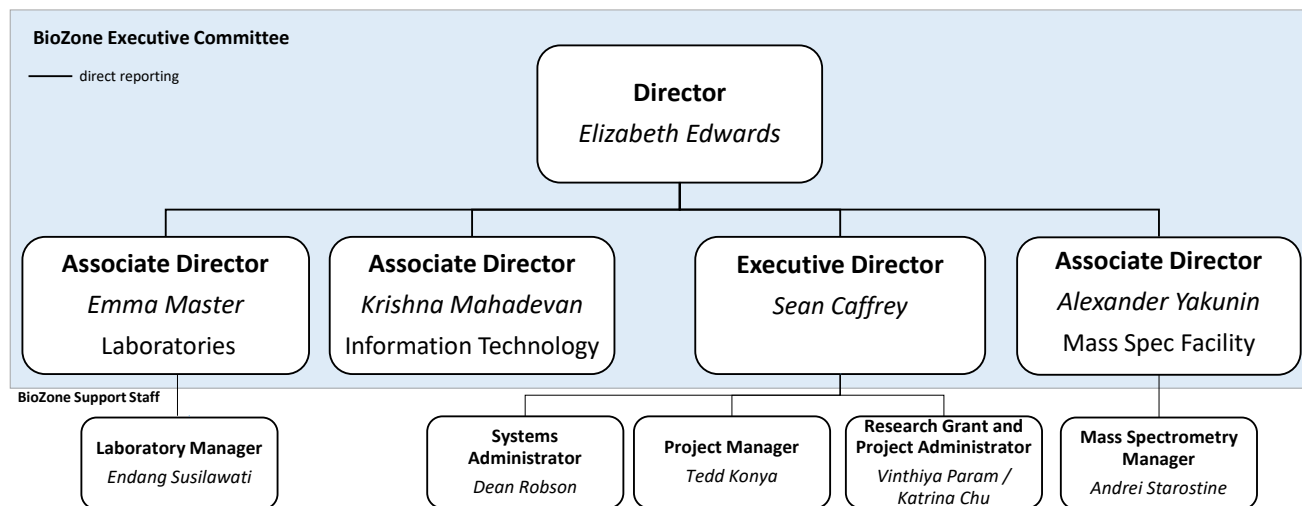 BioZone Executive Committee
direct reporting
Director
Elizabeth Edwards
Associate Director
Emma Master
Laboratories
Associate Director
Krishna Mahadevan
Information Technology
Executive Director
Sean Caffrey
Associate Director
Alexander Yakunin
Mass Spec Facility
BioZone Support Staff
Laboratory Manager
Endang Susilawati
Systems
Administrator
Dean Robson
Project Manager
Tedd Konya
Research Grant and
Project Administrator
Vinthiya Param /
Katrina Chu
Mass Spectrometry
Manager
Andrei Starostine